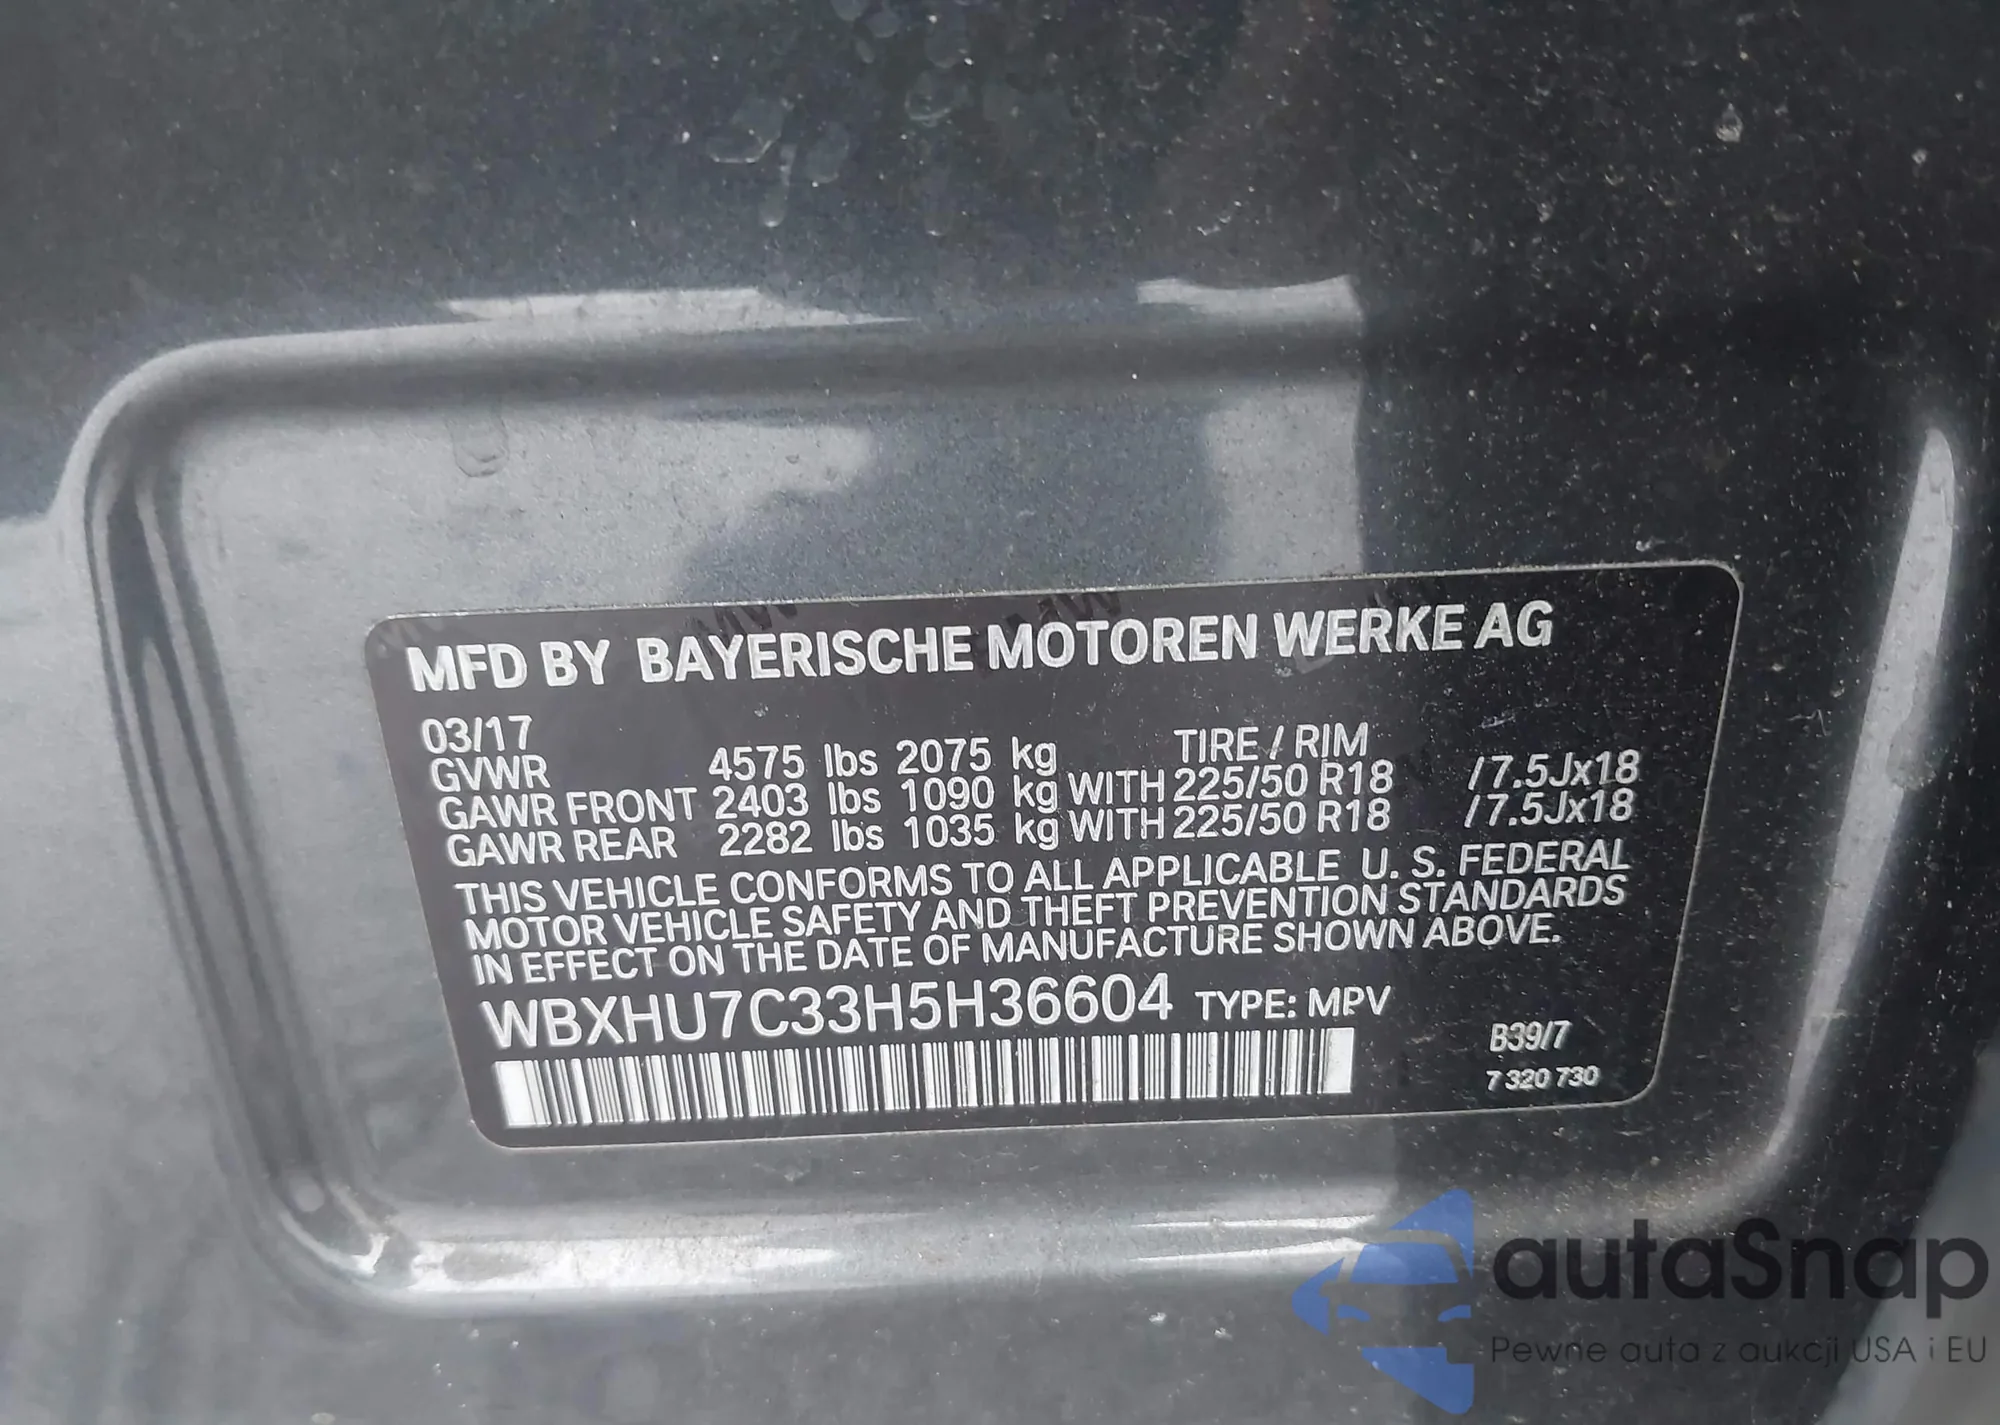 MFD BY BAYERISCHE MOTOREN WERKE AG
03/17 TIRE / RIM
GVWR 4575 lbs 2075 kg
GAWR FRONT 2403 lbs 1090 kg WITH 225/50 R18 /7.5Jx18
GAWR REAR 2282 lbs 1035 kg WITH 225/50 R18 /7.5Jx18
THIS VEHICLE CONFORMS TO ALL APPLICABLE U. S. FEDERAL
MOTOR VEHICLE SAFETY AND THEFT PREVENTION STANDARDS
IN EFFECT ON THE DATE OF MANUFACTURE SHOWN ABOVE.
WBXHU7C33H5H36604 TYPE: MPV
B39/7
7 320 730
autaSnap
Pewne auta z aukcji USA i EU